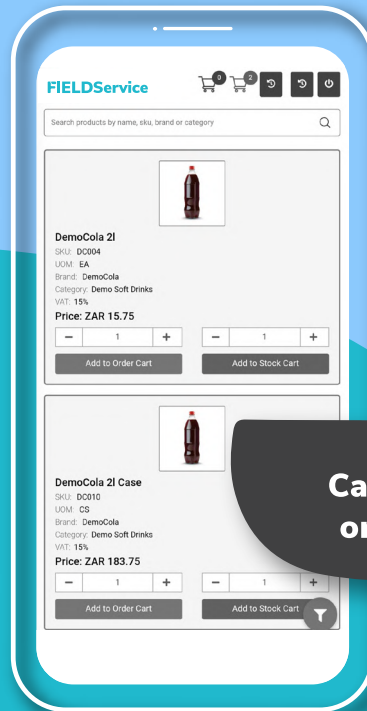 FIELDService
0
2
Search products by name, sku, brand or category
DemoCola 2l
SKU: DC004
UOM: EA
Brand: DemoCola
Category: Demo Soft Drinks
VAT: 15%
Price: ZAR 15.75
− 1 + − 1 +
Add to Order Cart Add to Stock Cart
DemoCola 2l Case
SKU: DC010
UOM: CS
Brand: DemoCola
Category: Demo Soft Drinks
VAT: 15%
Price: ZAR 183.75
− 1 + − 1 +
Add to Order Cart Add to Stock Cart